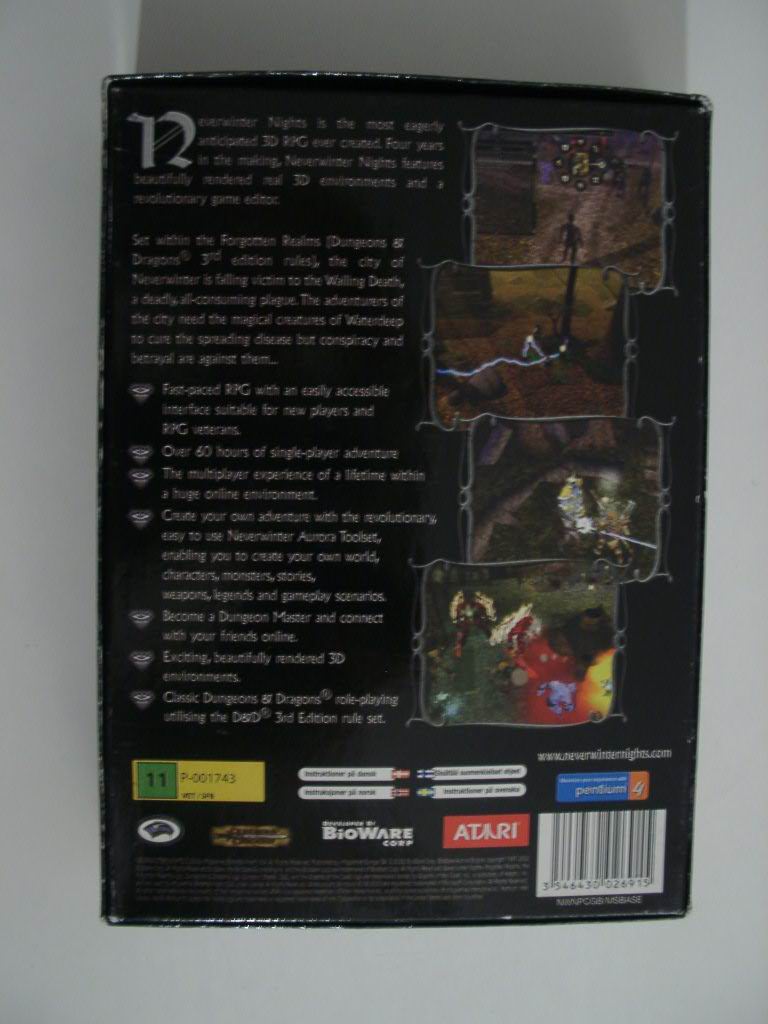 Neverwinter Nights is the most eagerly
anticipated 3D RPG ever created. Four years
in the making, Neverwinter Nights features
beautifully rendered real 3D environments and a
revolutionary game editor.
Set within the Forgotten Realms (Dungeons &
Dragons® 3rd edition rules), the city of
Neverwinter is falling victim to the Wailing Death,
a deadly, all-consuming plague. The adventurers of
the city need the magical creatures of Waterdeep
to cure the spreading disease but conspiracy and
betrayal are against them...
Fast-paced RPG with an easily accessible
interface suitable for new players and
RPG veterans.
Over 60 hours of single-player adventure
The multiplayer experience of a lifetime within
a huge online environment.
Create your own adventure with the revolutionary,
easy to use Neverwinter Aurora Toolset,
enabling you to create your own world,
characters, monsters, stories,
weapons, legends and gameplay scenarios.
Become a Dungeon Master and connect
with your friends online.
Exciting, beautifully rendered 3D
environments.
Classic Dungeons & Dragons® role-playing
utilising the D&D® 3rd Edition rule set.
www.neverwinternights.com
11 P-001743
Instruktioner på dansk
Instruksjoner på norsk
Instruktioner på svenska
pentium 4
DEVELOPED BY
BIOWARE
CORP
ATARI
3 546430 026915